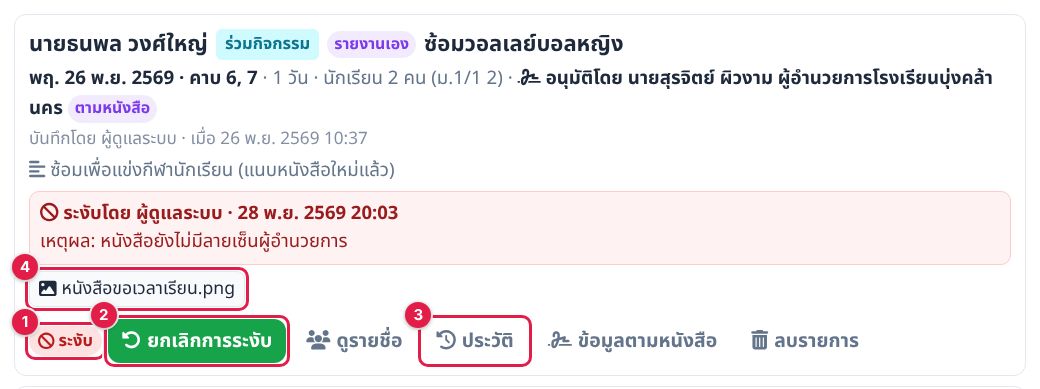 นายธนพล วงศ์ใหญ่ ร่วมกิจกรรม รายงานเอง ซ้อมวอลเลย์บอลหญิง
พฤ. 26 พ.ย. 2569 · คาบ 6, 7 · 1 วัน · นักเรียน 2 คน (ม.1/1 2) · อนุมัติโดย นายสุรจิตย์ ผิวงาม ผู้อำนวยการโรงเรียนบุ่งคล้า
นคร ตามหนังสือ
บันทึกโดย ผู้ดูแลระบบ · เมื่อ 26 พ.ย. 2569 10:37
ซ้อมเพื่อแข่งกีฬานักเรียน (แนบหนังสือใหม่แล้ว)
ระงับโดย ผู้ดูแลระบบ · 28 พ.ย. 2569 20:03
เหตุผล: หนังสือยังไม่มีลายเซ็นผู้อำนวยการ
4 หนังสือขอเวลาเรียน.png
1 ระงับ 2 ยกเลิกการระงับ ดูรายชื่อ 3 ประวัติ ข้อมูลตามหนังสือ ลบรายการ